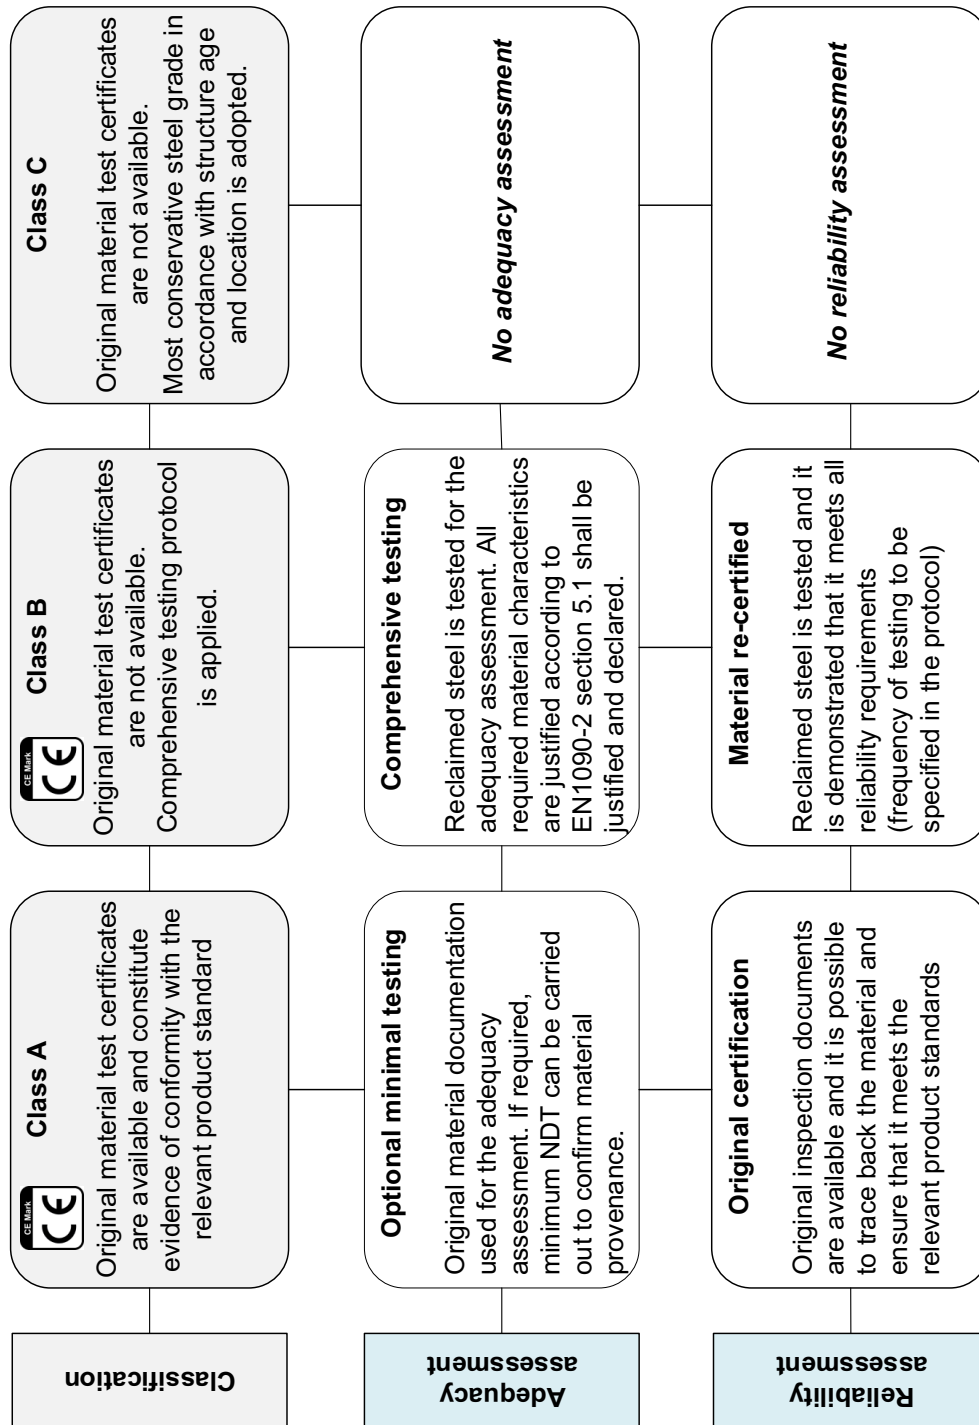 Classification
CE Mark
CE
Class A
Original material test certificates
are available and constitute
evidence of conformity with the
relevant product standard
CE Mark
CE
Class B
Original material test certificates
are not available.
Comprehensive testing protocol
is applied.
Class C
Original material test certificates
are not available.
Most conservative steel grade in
accordance with structure age
and location is adopted.
Adequacy
assessment
Optional minimal testing
Original material documentation
used for the adequacy
assessment. If required,
minimum NDT can be carried
out to confirm material
provenance.
Comprehensive testing
Reclaimed steel is tested for the
adequacy assessment. All
required material characteristics
are justified according to
EN1090-2 section 5.1 shall be
justified and declared.
No adequacy assessment
Reliability
assessment
Original certification
Original inspection documents
are available and it is possible
to trace back the material and
ensure that it meets the
relevant product standards
Material re-certified
Reclaimed steel is tested and it
is demonstrated that it meets all
reliability requirements
(frequency of testing to be
specified in the protocol)
No reliability assessment